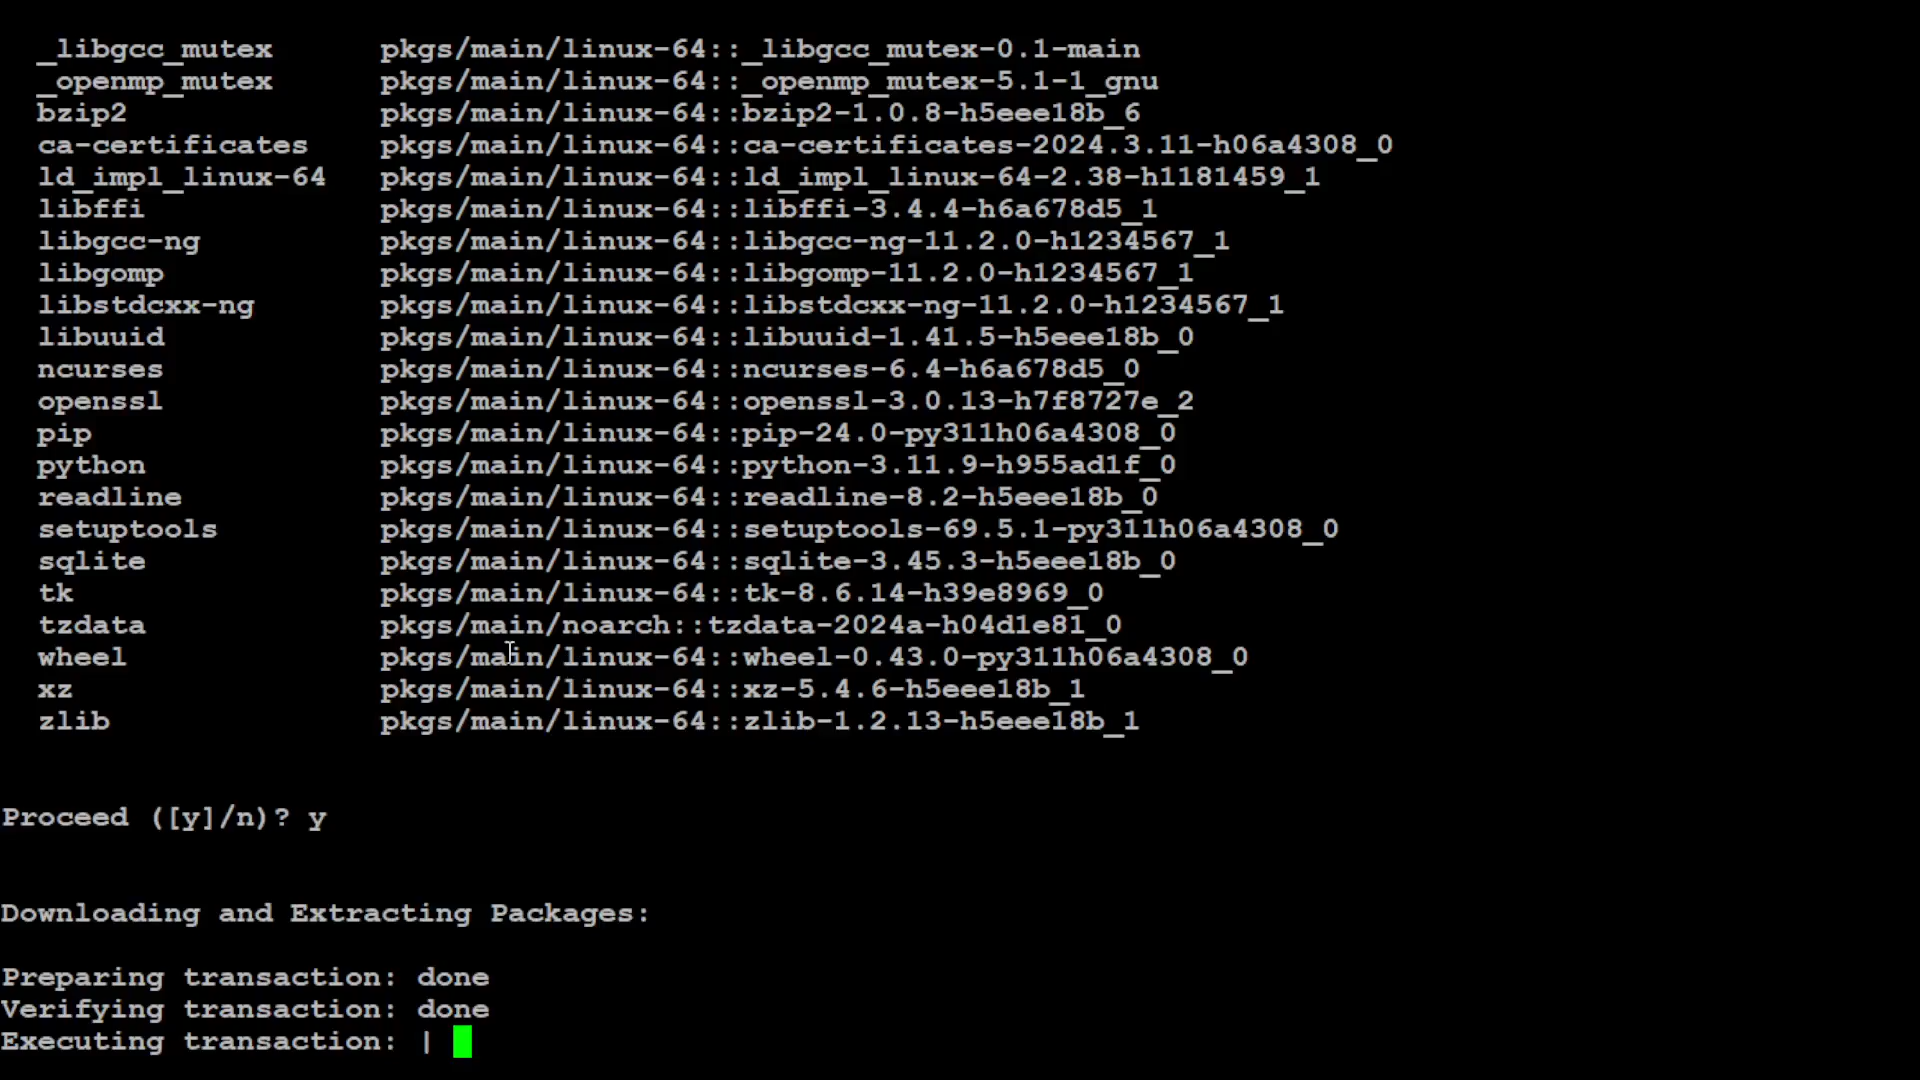 _libgcc_mutex      pkgs/main/linux-64::_libgcc_mutex-0.1-main
_openmp_mutex      pkgs/main/linux-64::_openmp_mutex-5.1-1_gnu
bzip2              pkgs/main/linux-64::bzip2-1.0.8-h5eee18b_6
ca-certificates    pkgs/main/linux-64::ca-certificates-2024.3.11-h06a4308_0
ld_impl_linux-64   pkgs/main/linux-64::ld_impl_linux-64-2.38-h1181459_1
libffi             pkgs/main/linux-64::libffi-3.4.4-h6a678d5_1
libgcc-ng          pkgs/main/linux-64::libgcc-ng-11.2.0-h1234567_1
libgomp            pkgs/main/linux-64::libgomp-11.2.0-h1234567_1
libstdcxx-ng       pkgs/main/linux-64::libstdcxx-ng-11.2.0-h1234567_1
libuuid            pkgs/main/linux-64::libuuid-1.41.5-h5eee18b_0
ncurses            pkgs/main/linux-64::ncurses-6.4-h6a678d5_0
openssl            pkgs/main/linux-64::openssl-3.0.13-h7f8727e_2
pip                pkgs/main/linux-64::pip-24.0-py311h06a4308_0
python             pkgs/main/linux-64::python-3.11.9-h955ad1f_0
readline           pkgs/main/linux-64::readline-8.2-h5eee18b_0
setuptools         pkgs/main/linux-64::setuptools-69.5.1-py311h06a4308_0
sqlite             pkgs/main/linux-64::sqlite-3.45.3-h5eee18b_0
tk                 pkgs/main/linux-64::tk-8.6.14-h39e8969_0
tzdata             pkgs/main/noarch::tzdata-2024a-h04d1e81_0
wheel              pkgs/main/linux-64::wheel-0.43.0-py311h06a4308_0
xz                 pkgs/main/linux-64::xz-5.4.6-h5eee18b_1
zlib               pkgs/main/linux-64::zlib-1.2.13-h5eee18b_1
Proceed ([y]/n)? y
Downloading and Extracting Packages:
Preparing transaction: done
Verifying transaction: done
Executing transaction: |